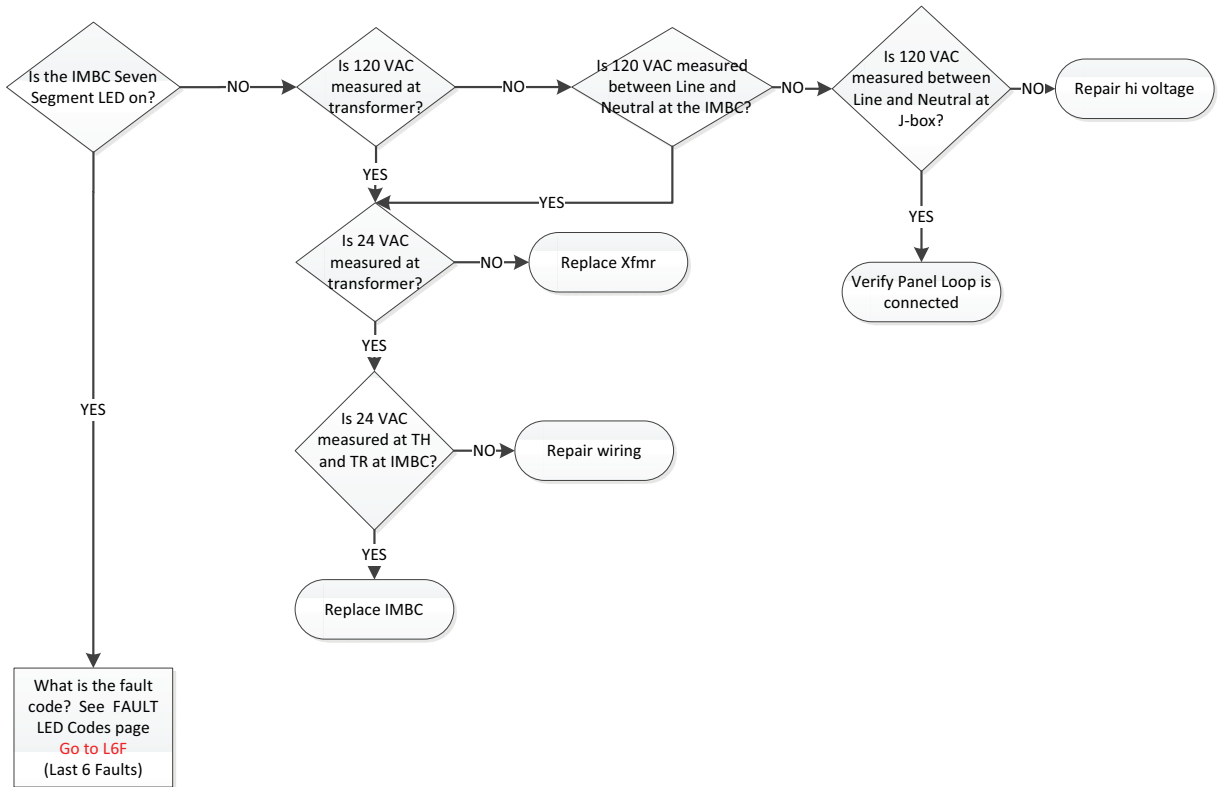 Is the IMBC Seven
Segment LED on?
NO
Is 120 VAC
measured at
transformer?
NO
Is 120 VAC measured
between Line and
Neutral at the IMBC?
NO
Is 120 VAC
measured between
Line and Neutral at
J-box?
NO
Repair hi voltage
YES
YES
YES
Is 24 VAC
measured at
transformer?
NO
Replace Xfmr
Verify Panel Loop is
connected
YES
YES
Is 24 VAC
measured at TH
and TR at IMBC?
NO
Repair wiring
YES
Replace IMBC
What is the fault
code? See FAULT
LED Codes page
Go to L6F
(Last 6 Faults)